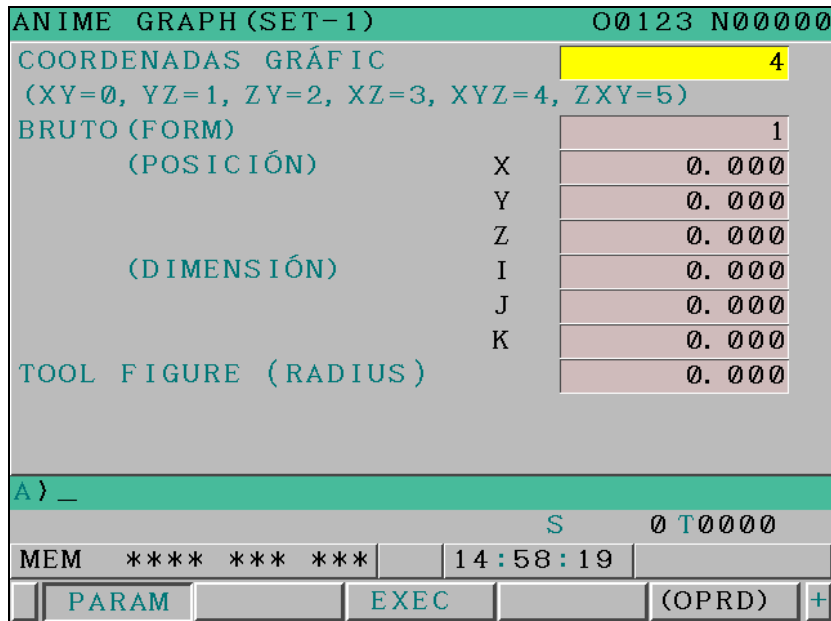 ANIME GRAPH(SET-1) O0123 N00000
COORDENADAS GRÁFIC 4
(XY=0, YZ=1, ZY=2, XZ=3, XYZ=4, ZXY=5)
BRUTO(FORM) 1
(POSICIÓN) X 0.000
Y 0.000
Z 0.000
(DIMENSIÓN) I 0.000
J 0.000
K 0.000
TOOL FIGURE (RADIUS) 0.000
A)_
S 0 T0000
MEM **** *** *** 14:58:19
PARAM EXEC (OPRD) +